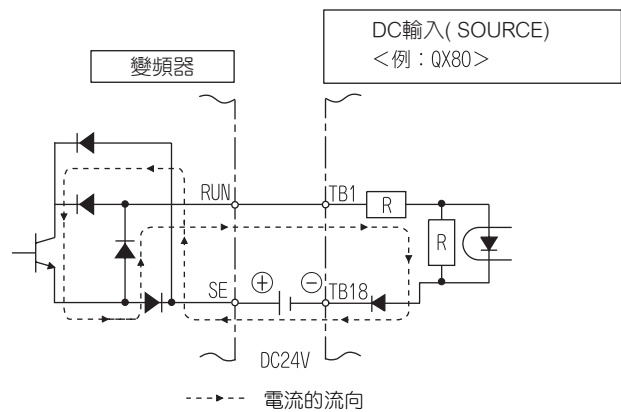 DC輸入( SOURCE)
<例：QX80>
變頻器
RUN
TB1
R
R
SE
⊕
⊖
TB18
DC24V
電流的流向